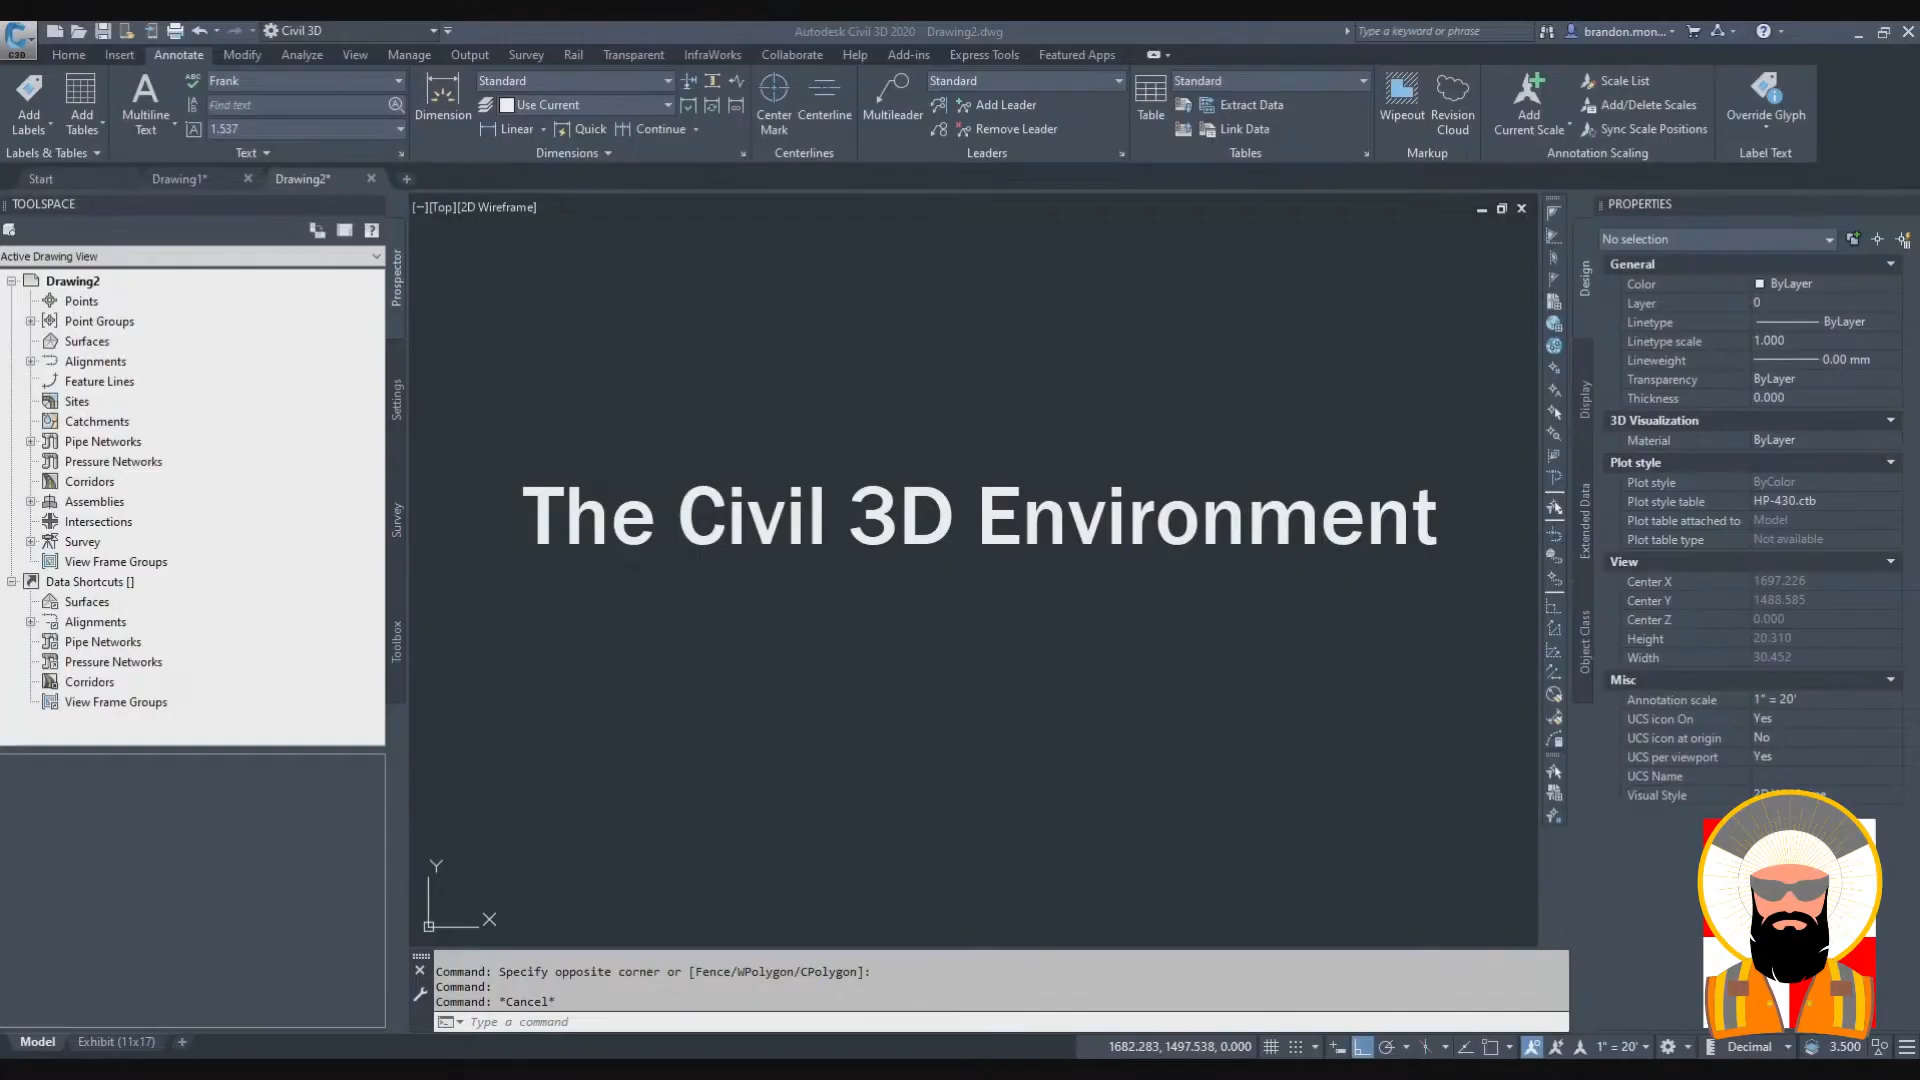 C3D
Civil 3D
Autodesk Civil 3D 2020 Drawing2.dwg
Type a keyword or phrase
brandon.mon...
Home Insert Annotate Modify Analyze View Manage Output Survey Rail Transparent InfraWorks Collaborate Help Add-ins Express Tools Featured Apps
Add Labels
Add Tables
Labels & Tables
Multiline Text
ABC
Frank
Find text
1.537
Text
Dimension
Standard
Use Current
Linear Quick Continue
Dimensions
Center Mark
Centerline
Centerlines
Multileader
Standard
Add Leader
Remove Leader
Leaders
Table
Standard
Extract Data
Link Data
Tables
Wipeout
Revision Cloud
Markup
Add Current Scale
Scale List
Add/Delete Scales
Sync Scale Positions
Annotation Scaling
Override Glyph
Label Text
Start Drawing1* Drawing2*
TOOLSPACE
Active Drawing View
Drawing2
Points
Point Groups
Surfaces
Alignments
Feature Lines
Sites
Catchments
Pipe Networks
Pressure Networks
Corridors
Assemblies
Intersections
Survey
View Frame Groups
Data Shortcuts []
Surfaces
Alignments
Pipe Networks
Pressure Networks
Corridors
View Frame Groups
Prospector
Settings
Survey
Toolbox
[−][Top][2D Wireframe]
The Civil 3D Environment
Y
X
Command: Specify opposite corner or [Fence/WPolygon/CPolygon]:
Command:
Command: *Cancel*
Type a command
PROPERTIES
No selection
Design
Display
Extended Data
Object Class
General
Color ByLayer
Layer 0
Linetype ByLayer
Linetype scale 1.000
Lineweight 0.00 mm
Transparency ByLayer
Thickness 0.000
3D Visualization
Material ByLayer
Plot style
Plot style ByColor
Plot style table HP-430.ctb
Plot table attached to Model
Plot table type Not available
View
Center X 1697.226
Center Y 1488.585
Center Z 0.000
Height 20.310
Width 30.452
Misc
Annotation scale 1" = 20'
UCS icon On Yes
UCS icon at origin No
UCS per viewport Yes
UCS Name
Visual Style
Model Exhibit (11x17)
1682.283, 1497.538, 0.000
1" = 20'
Decimal
3.500